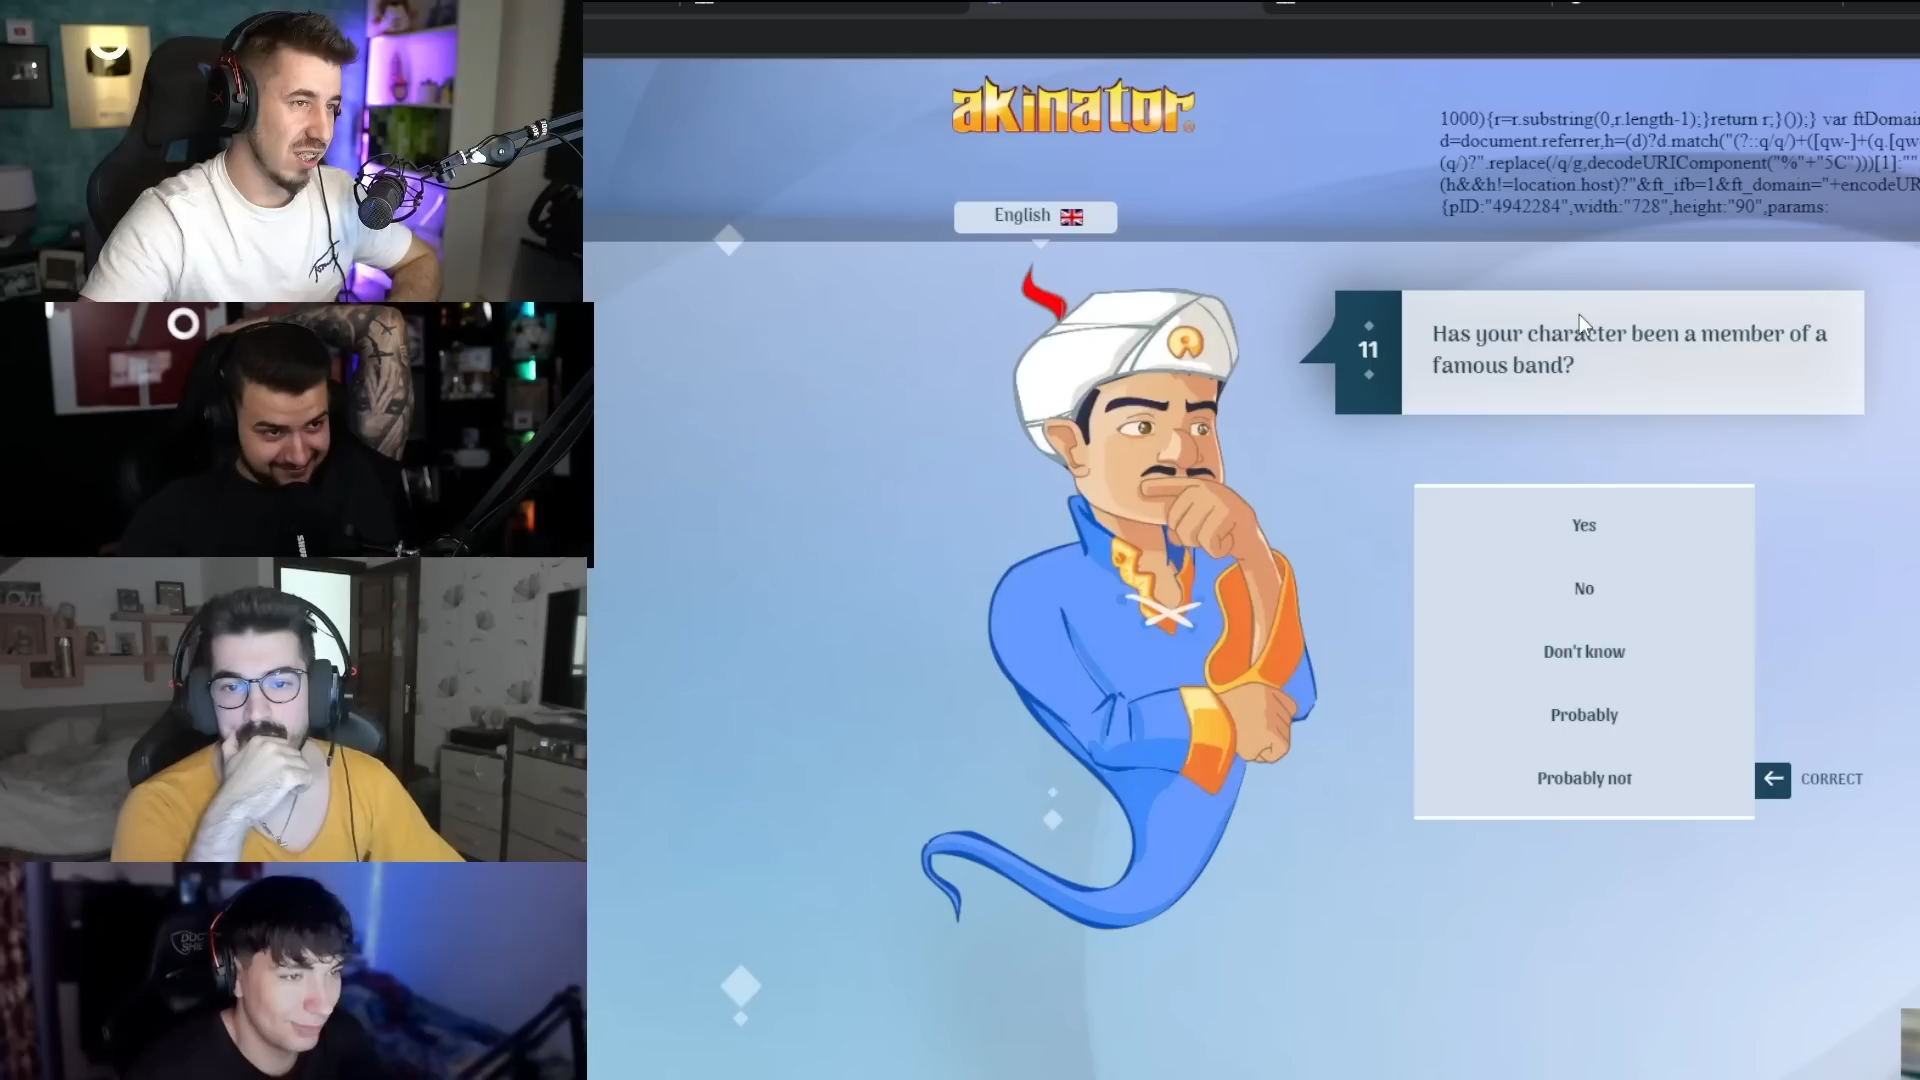 akinator
1000){r=r.substring(0,r.length-1);}return r;}());} var ftDomain
d=document.referrer,h=(d)?d.match("(?::q/q/)+([qw-]+(q.[qw
(q/)?".replace(/q/g,decodeURIComponent("%"+"5C")))[1]:""
(h&&h!=location.host)?"&ft_ifb=1&ft_domain="+encodeUR
{pID:"4942284",width:"728",height:"90",params:
English
11
Has your character been a member of a
famous band?
Yes
No
Don't know
Probably
Probably not
CORRECT